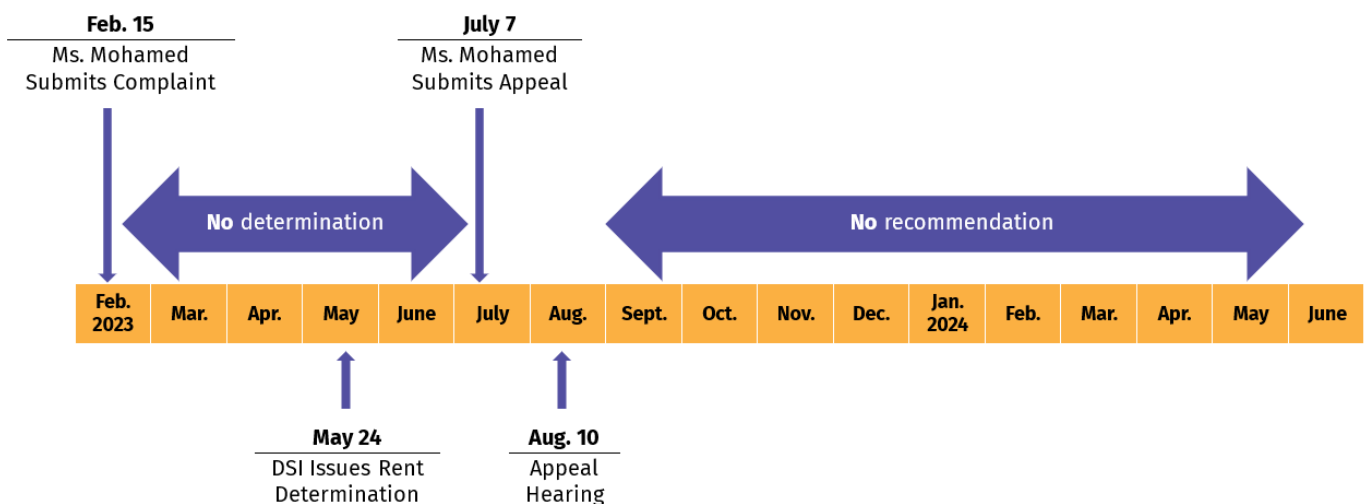 Feb. 15
Ms. Mohamed
Submits Complaint
July 7
Ms. Mohamed
Submits Appeal
No determination
No recommendation
Feb.
2023
Mar.
Apr.
May
June
July
Aug.
Sept.
Oct.
Nov.
Dec.
Jan.
2024
Feb.
Mar.
Apr.
May
June
May 24
DSI Issues Rent
Determination
Aug. 10
Appeal
Hearing